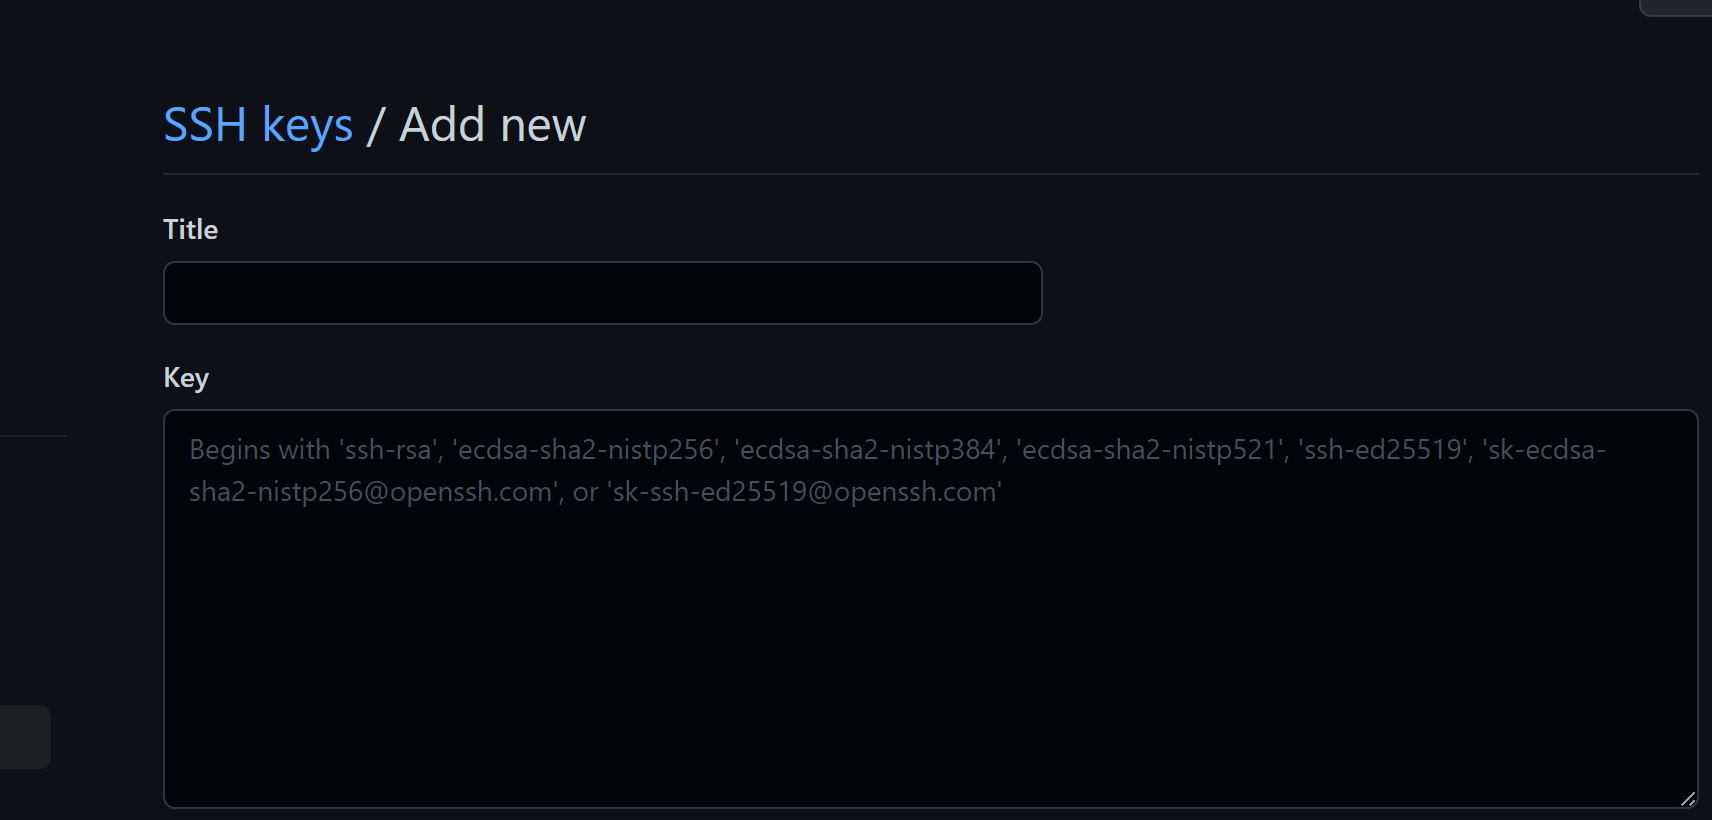 SSH keys / Add new
Title
Key
Begins with 'ssh-rsa', 'ecdsa-sha2-nistp256', 'ecdsa-sha2-nistp384', 'ecdsa-sha2-nistp521', 'ssh-ed25519', 'sk-ecdsa-
sha2-nistp256@openssh.com', or 'sk-ssh-ed25519@openssh.com'